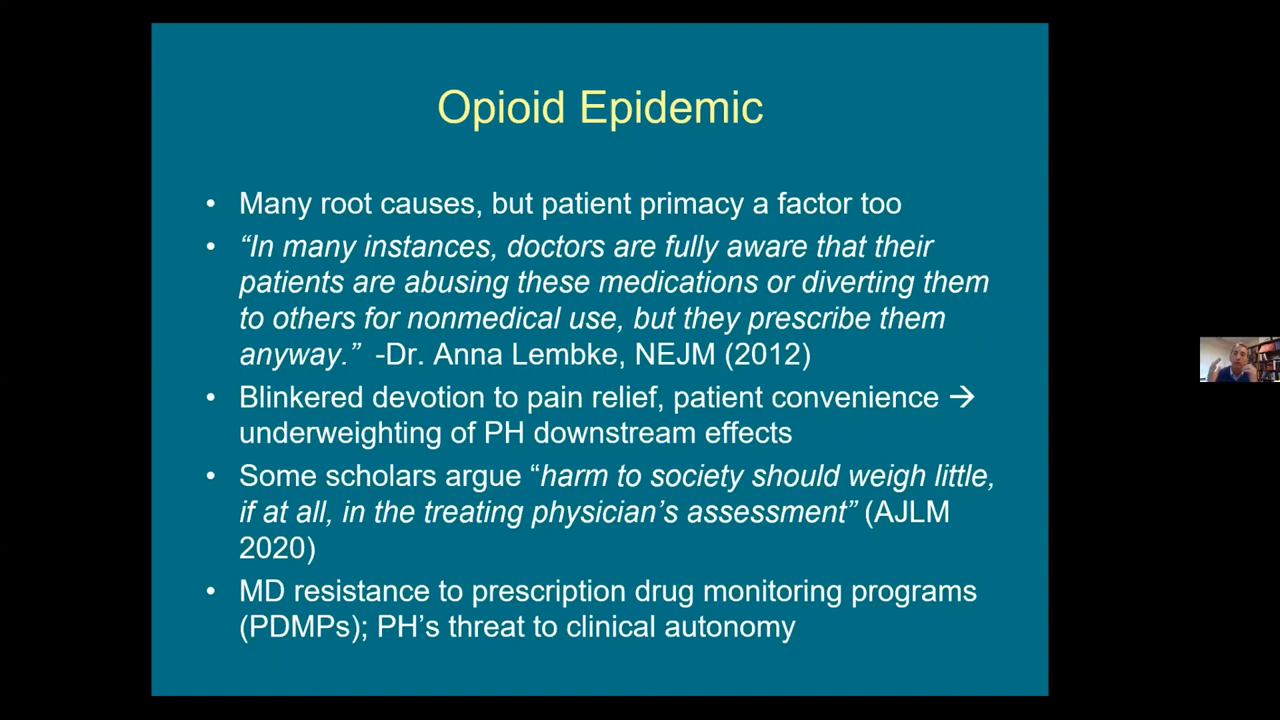 Opioid Epidemic
• Many root causes, but patient primacy a factor too
• “In many instances, doctors are fully aware that their
patients are abusing these medications or diverting them
to others for nonmedical use, but they prescribe them
anyway.” -Dr. Anna Lembke, NEJM (2012)
• Blinkered devotion to pain relief, patient convenience →
underweighting of PH downstream effects
• Some scholars argue “harm to society should weigh little,
if at all, in the treating physician’s assessment” (AJLM
2020)
• MD resistance to prescription drug monitoring programs
(PDMPs); PH’s threat to clinical autonomy